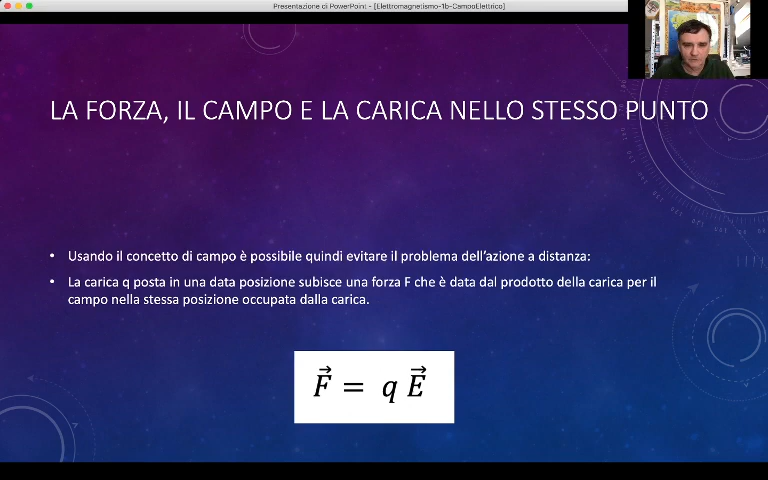 Presentazione di PowerPoint - [Elettromagnetismo-1b-CampoElettrico]
LA FORZA, IL CAMPO E LA CARICA NELLO STESSO PUNTO
• Usando il concetto di campo è possibile quindi evitare il problema dell'azione a distanza:
• La carica q posta in una data posizione subisce una forza F che è data dal prodotto della carica per il
campo nella stessa posizione occupata dalla carica.
F⃗ = q E⃗